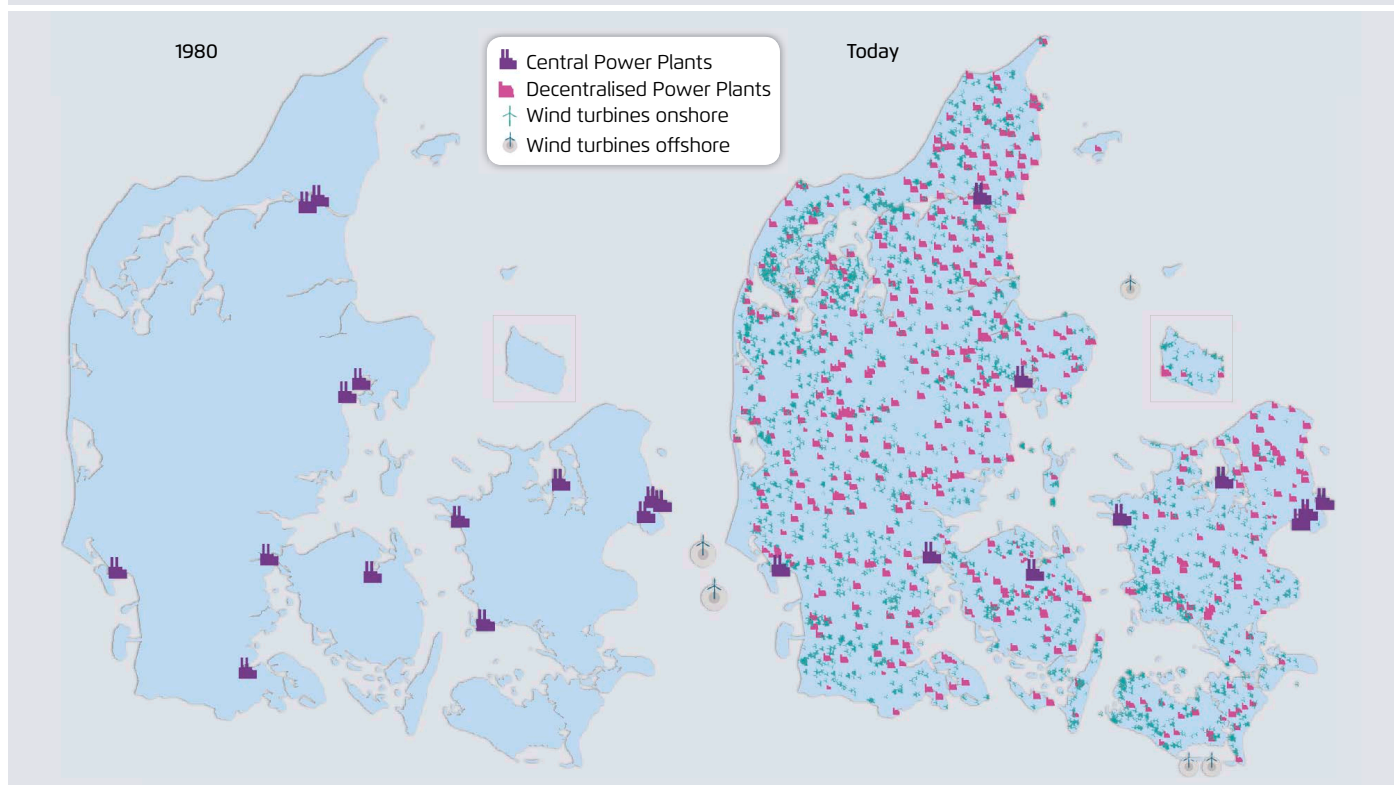 1980
Central Power Plants
Decentralised Power Plants
Wind turbines onshore
Wind turbines offshore
Today